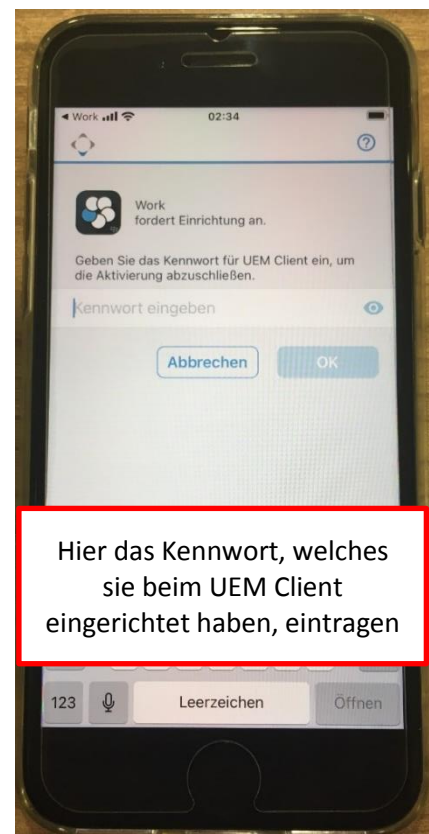 ◀ Work
02:34
Work
fordert Einrichtung an.
Geben Sie das Kennwort für UEM Client ein, um
die Aktivierung abzuschließen.
Kennwort eingeben
Abbrechen
OK
Hier das Kennwort, welches
sie beim UEM Client
eingerichtet haben, eintragen
123
Leerzeichen
Öffnen